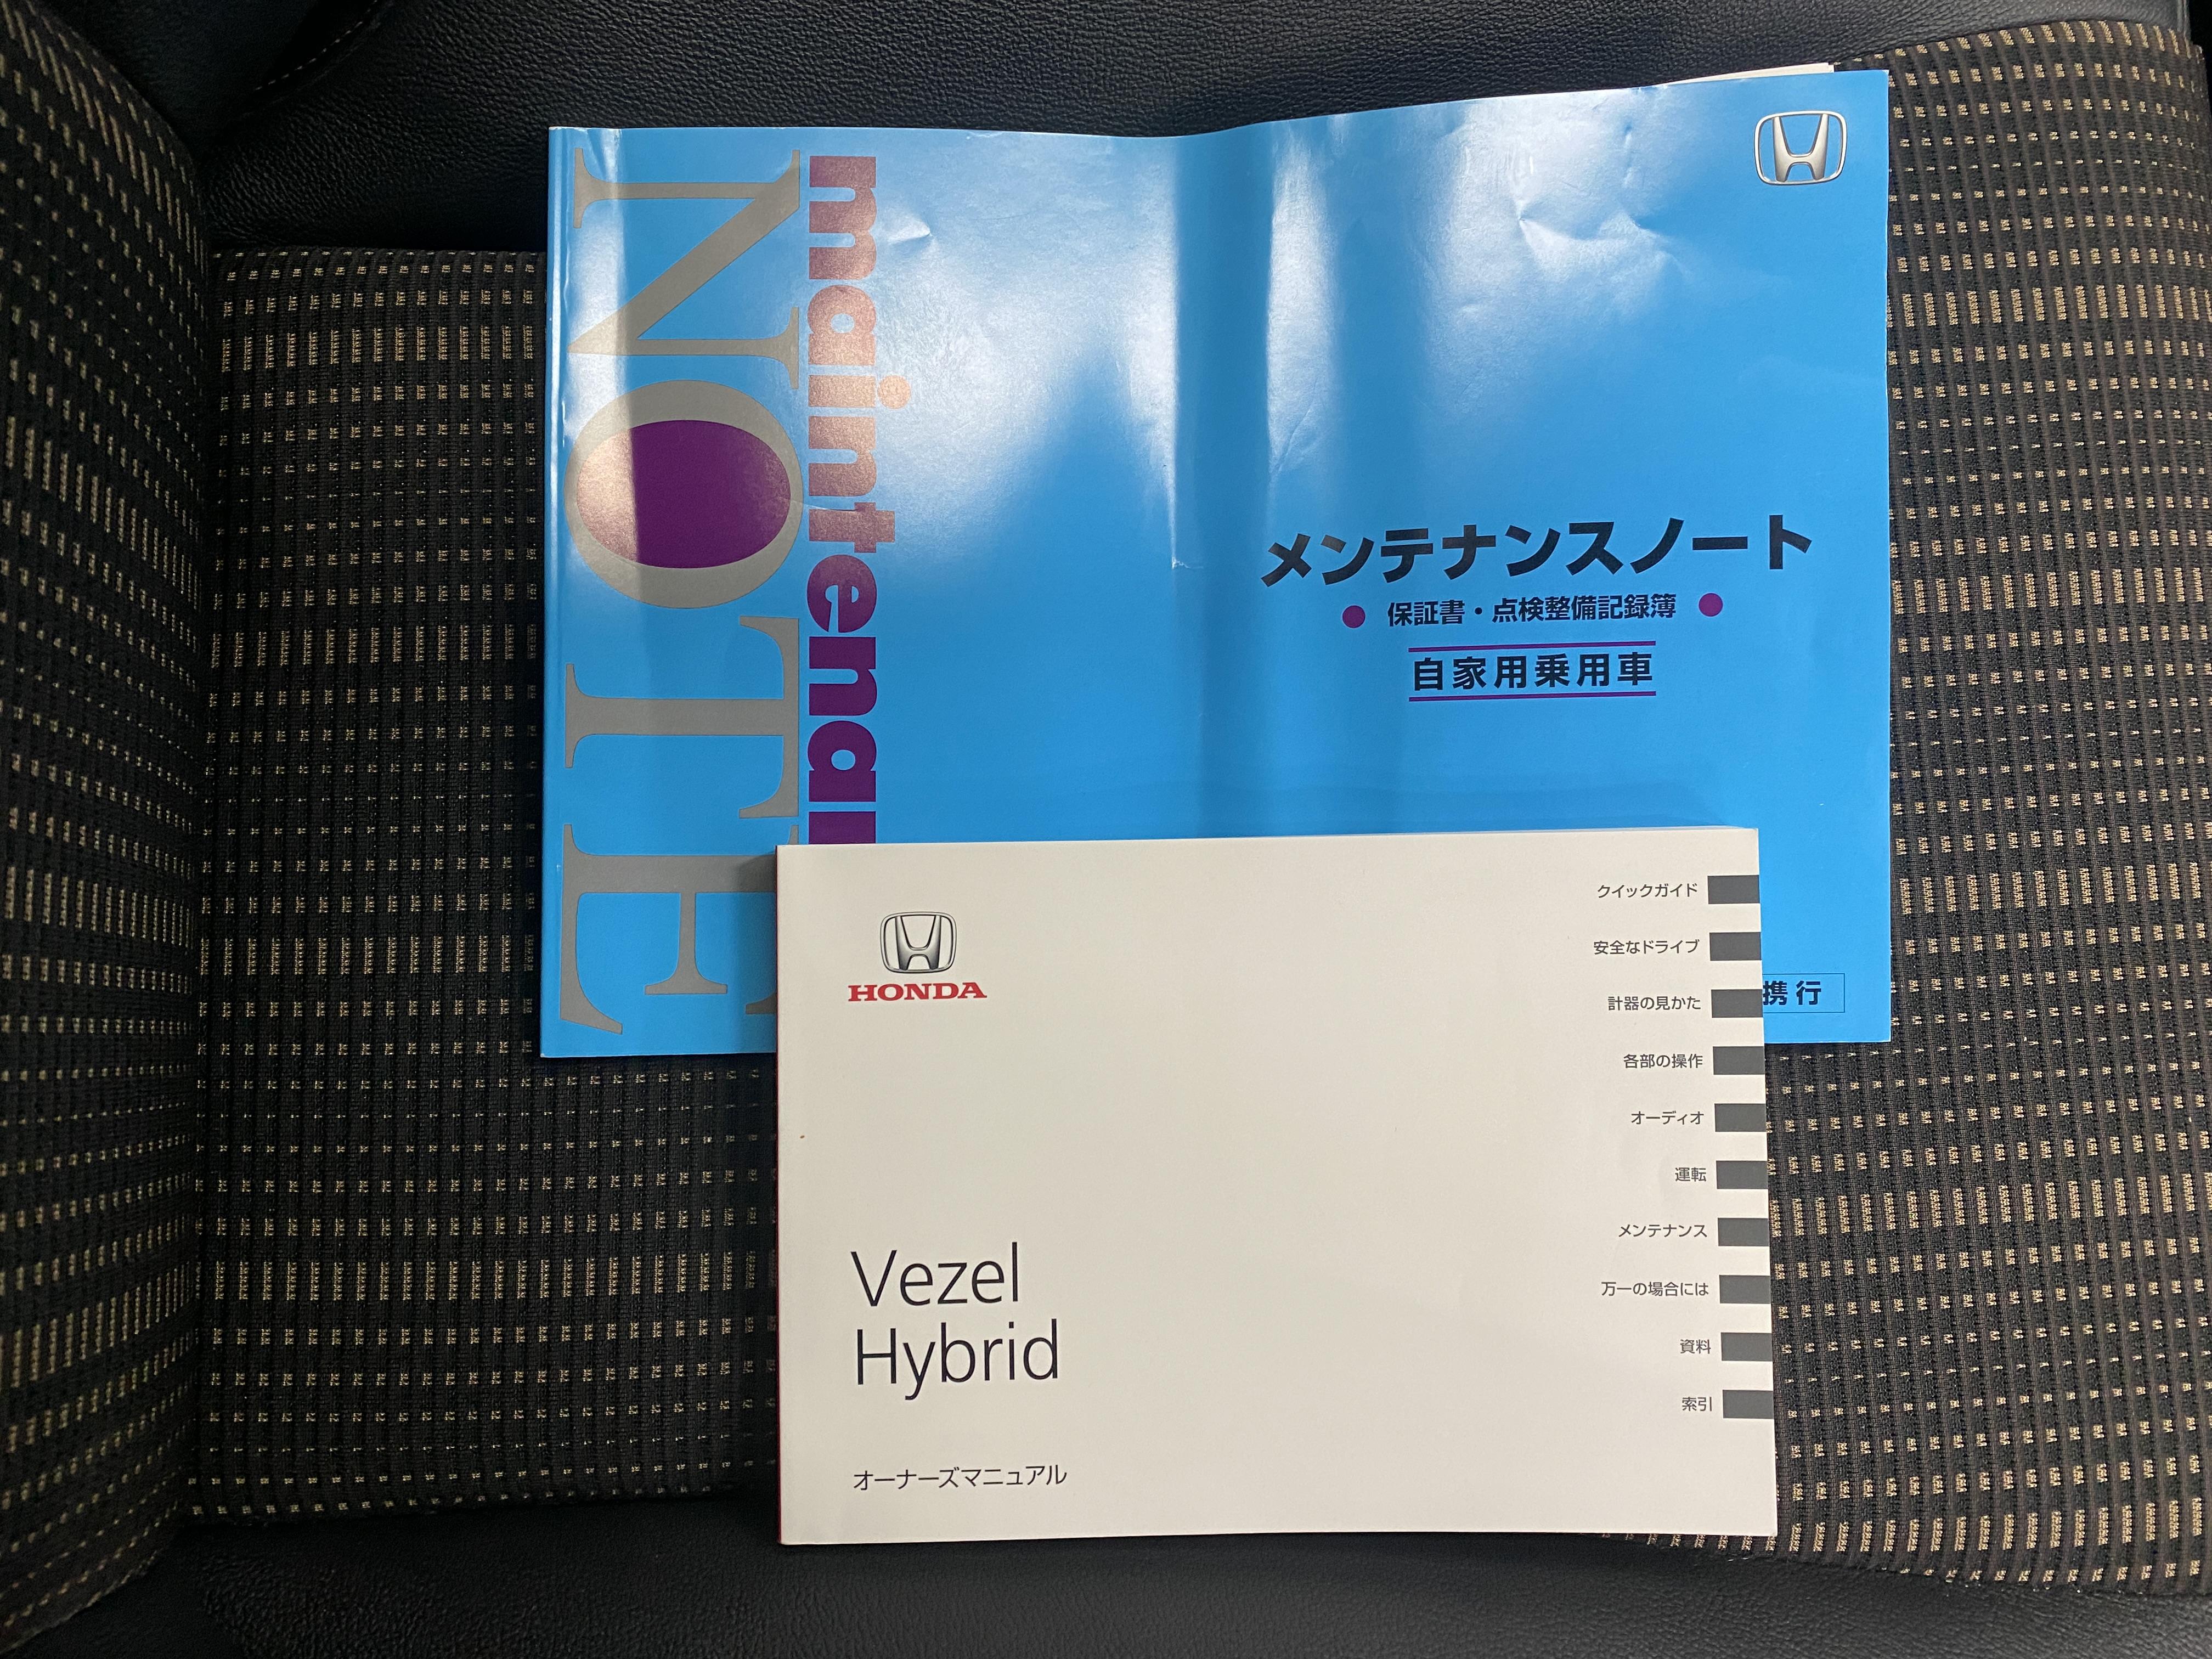 NOTE
maintenan
メンテナンスノート
● 保証書・点検整備記録簿 ●
自家用乗用車
携行
HONDA
Vezel
Hybrid
オーナーズマニュアル
クイックガイド
安全なドライブ
計器の見かた
各部の操作
オーディオ
運転
メンテナンス
万一の場合には
資料
索引